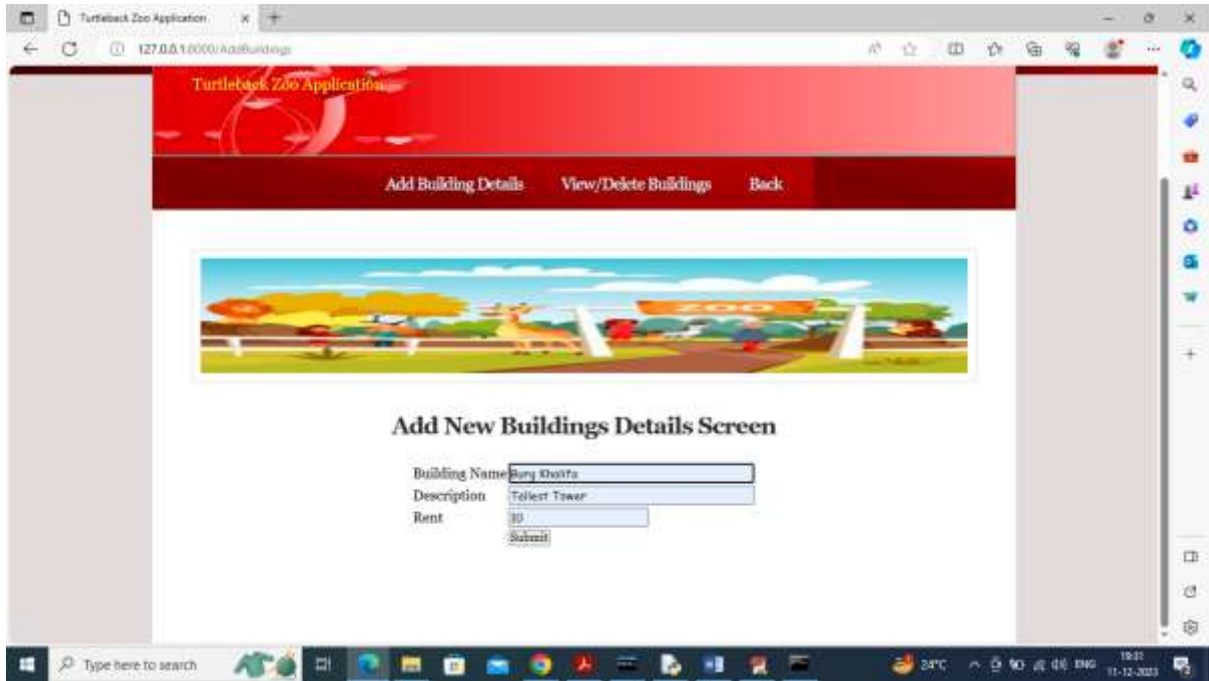 Turtleback Zoo Application
127.0.0.1:8000/AddBuildings
Turtleback Zoo Application
Add Building Details View/Delete Buildings Back
ZOO
Add New Buildings Details Screen
Building Name Burg Khalifa
Description Tallest Tower
Rent 10
Submit
Type here to search
24°C ENG 19:31
11-12-2023